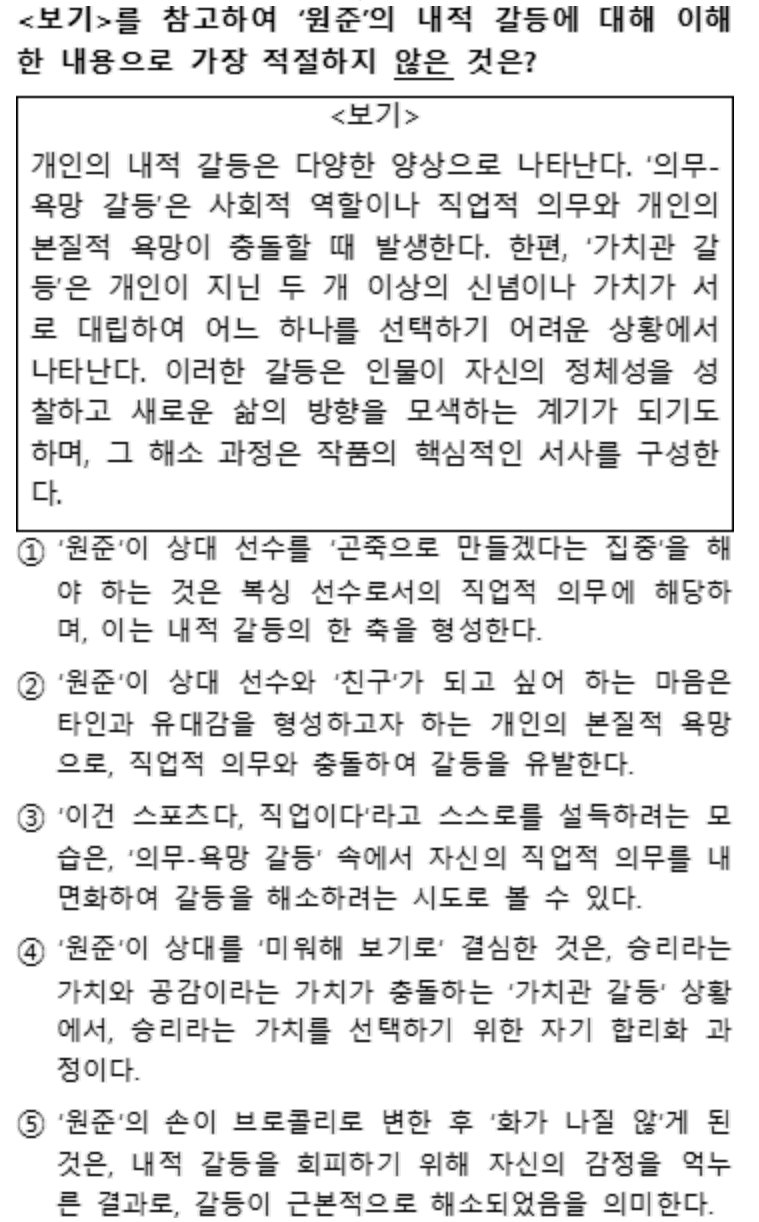 <보기>를 참고하여 '원준'의 내적 갈등에 대해 이해
한 내용으로 가장 적절하지 않은 것은?
<보기>
개인의 내적 갈등은 다양한 양상으로 나타난다. '의무-
욕망 갈등'은 사회적 역할이나 직업적 의무와 개인의
본질적 욕망이 충돌할 때 발생한다. 한편, '가치관 갈
등'은 개인이 지닌 두 개 이상의 신념이나 가치가 서
로 대립하여 어느 하나를 선택하기 어려운 상황에서
나타난다. 이러한 갈등은 인물이 자신의 정체성을 성
찰하고 새로운 삶의 방향을 모색하는 계기가 되기도
하며, 그 해소 과정은 작품의 핵심적인 서사를 구성한
다.
① '원준'이 상대 선수를 '곤죽으로 만들겠다는 집중'을 해
야 하는 것은 복싱 선수로서의 직업적 의무에 해당하
며, 이는 내적 갈등의 한 축을 형성한다.
② '원준'이 상대 선수와 '친구'가 되고 싶어 하는 마음은
타인과 유대감을 형성하고자 하는 개인의 본질적 욕망
으로, 직업적 의무와 충돌하여 갈등을 유발한다.
③ '이건 스포츠다, 직업이다'라고 스스로를 설득하려는 모
습은, '의무-욕망 갈등' 속에서 자신의 직업적 의무를 내
면화하여 갈등을 해소하려는 시도로 볼 수 있다.
④ '원준'이 상대를 '미워해 보기로' 결심한 것은, 승리라는
가치와 공감이라는 가치가 충돌하는 '가치관 갈등' 상황
에서, 승리라는 가치를 선택하기 위한 자기 합리화 과
정이다.
⑤ '원준'의 손이 브로콜리로 변한 후 '화가 나질 않'게 된
것은, 내적 갈등을 회피하기 위해 자신의 감정을 억누
른 결과로, 갈등이 근본적으로 해소되었음을 의미한다.